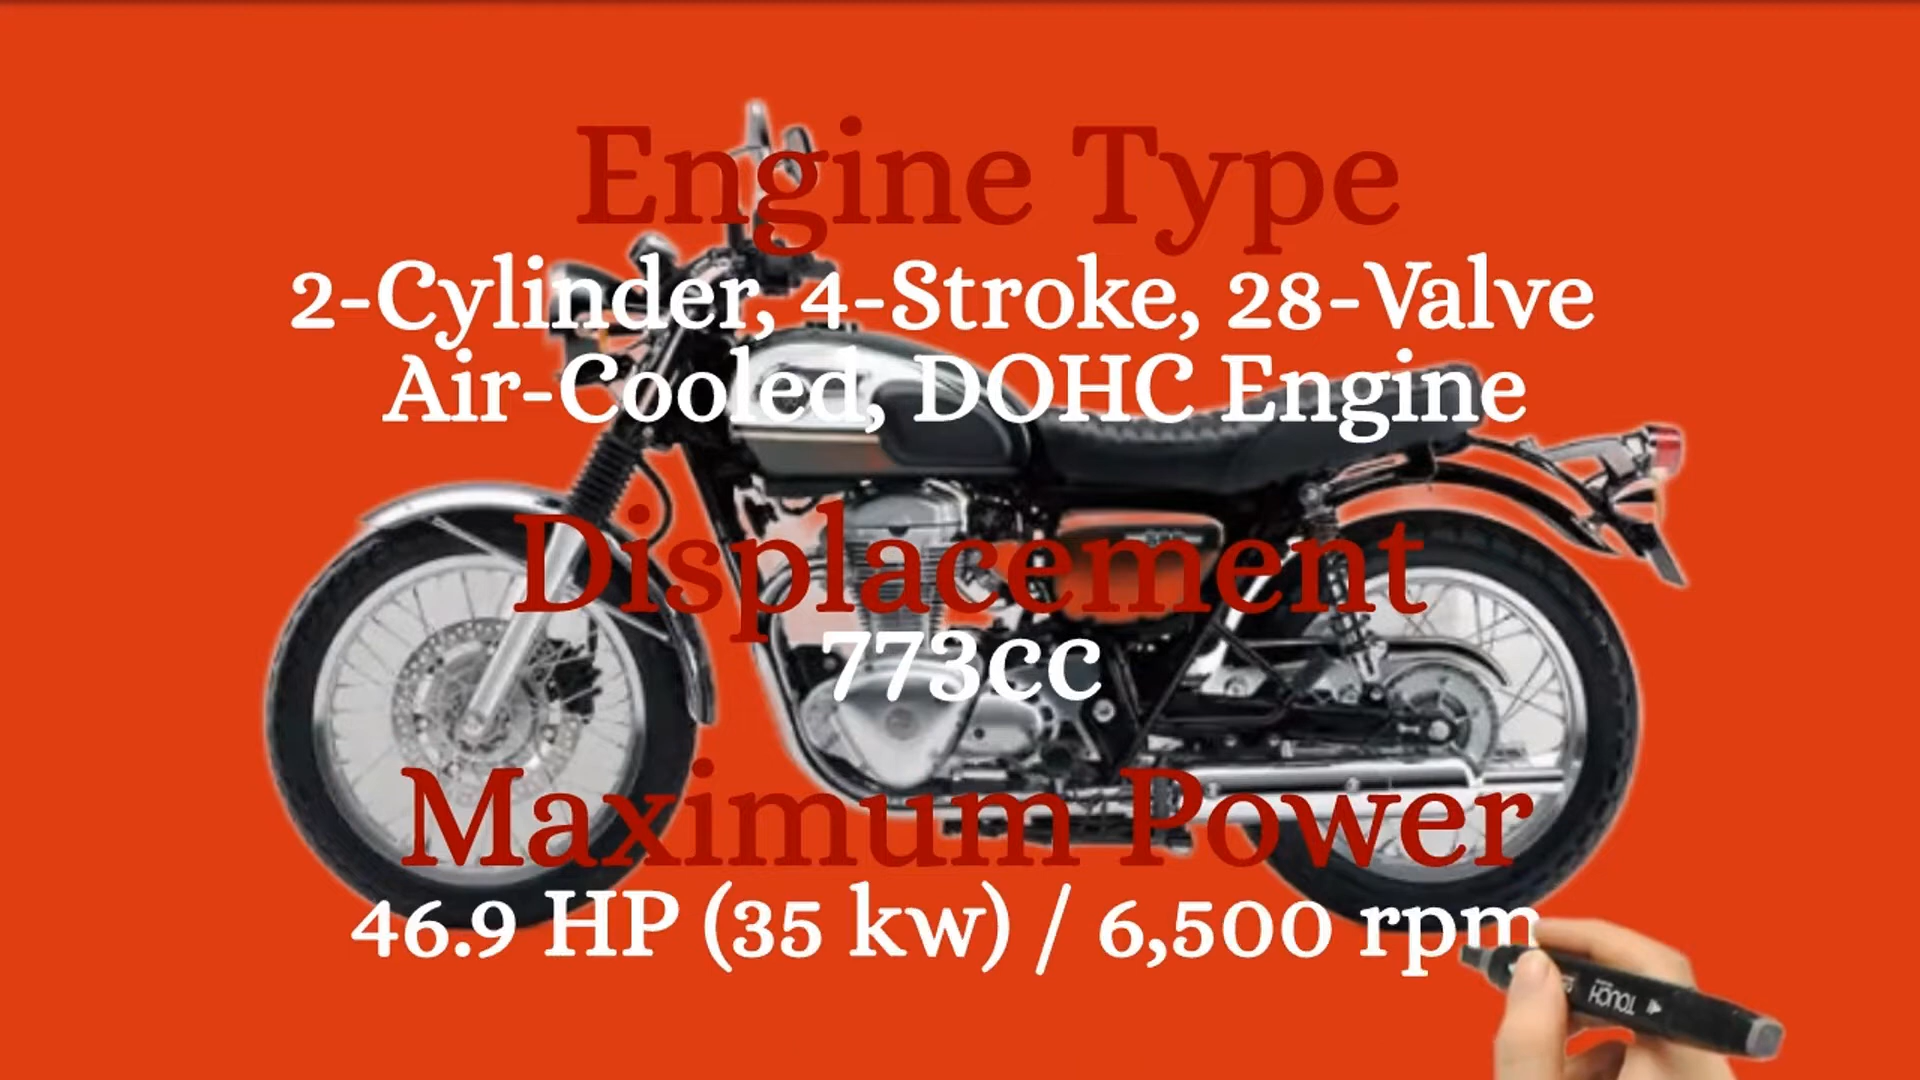 Engine Type
2-Cylinder, 4-Stroke, 28-Valve
Air-Cooled, DOHC Engine
Displacement
773CC
Maximum Power
46.9 HP (35 kw) / 6,500 rpm
TOUCH